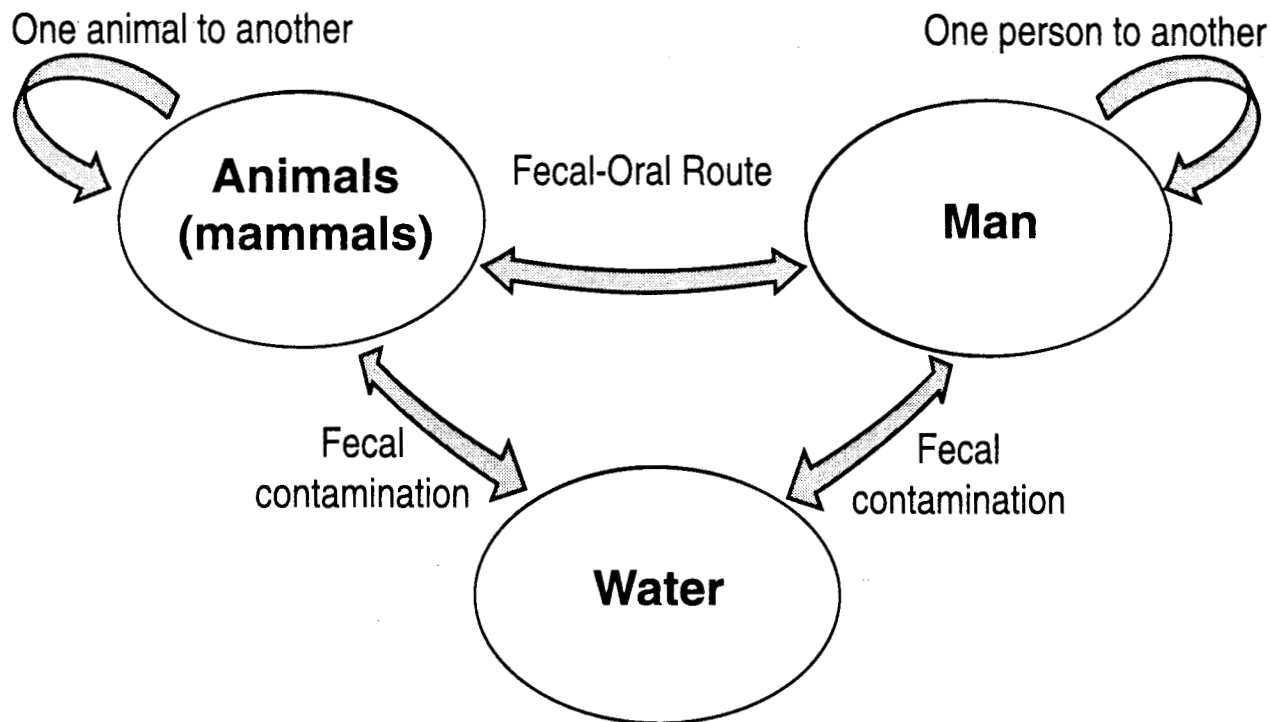 One animal to another
One person to another
Animals
(mammals)
Fecal-Oral Route
Man
Fecal
contamination
Fecal
contamination
Water